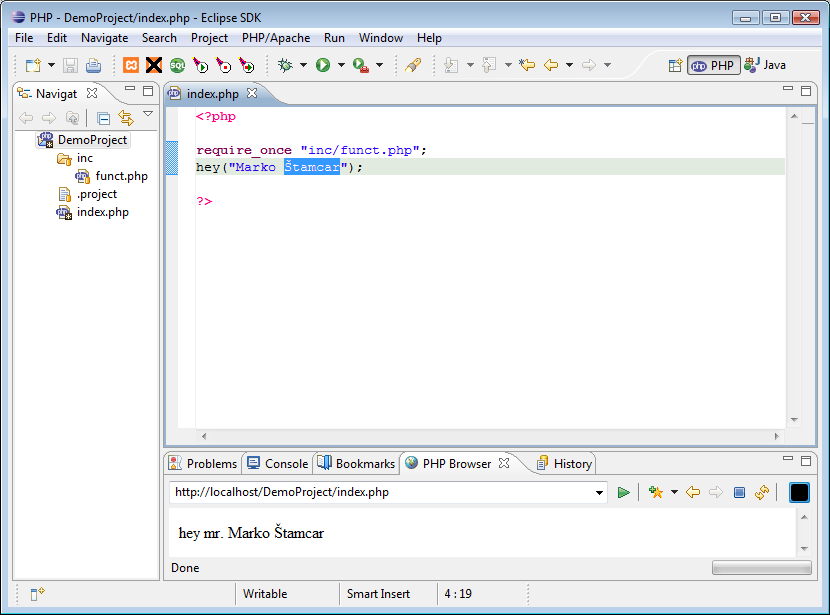 PHP - DemoProject/index.php - Eclipse SDK
File Edit Navigate Search Project PHP/Apache Run Window Help
SQL
php PHP Java
Navigat
DemoProject
inc
funct.php
.project
index.php
index.php
<?php
require_once "inc/funct.php";
hey("Marko Štamcar");
?>
Problems Console Bookmarks PHP Browser History
http://localhost/DemoProject/index.php
hey mr. Marko Štamcar
Done
Writable Smart Insert 4 : 19